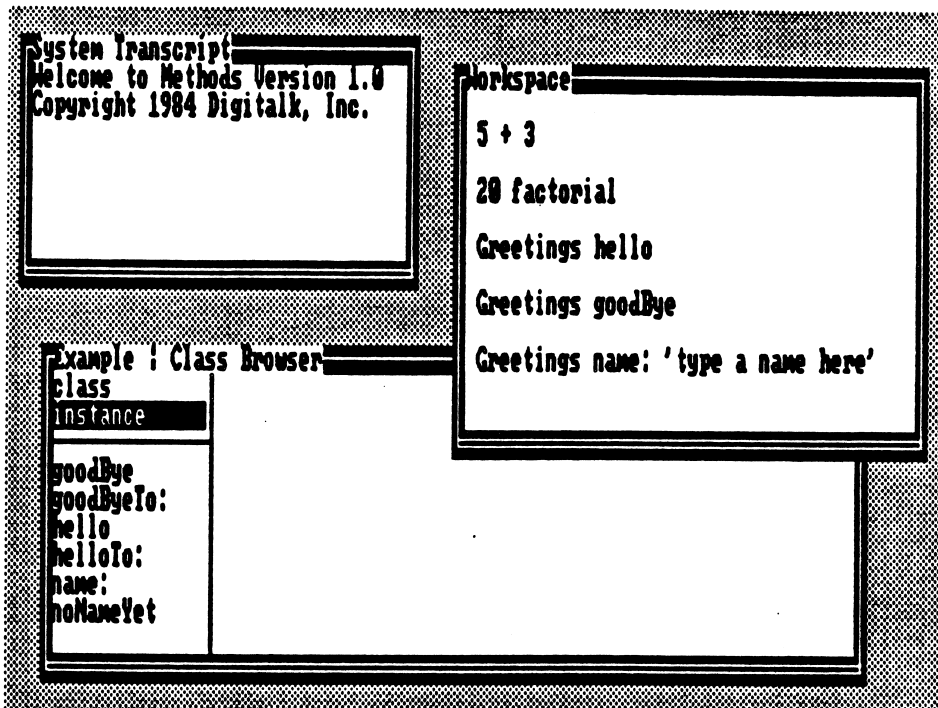 System Transcript
Welcome to Methods Version 1.0
Copyright 1984 Digitalk, Inc.
Workspace
5 + 3
20 factorial
Greetings hello
Greetings goodBye
Greetings name: 'type a name here'
Example ¦ Class Browser
class
instance
goodBye
goodByeTo:
hello
helloTo:
name:
noNameYet